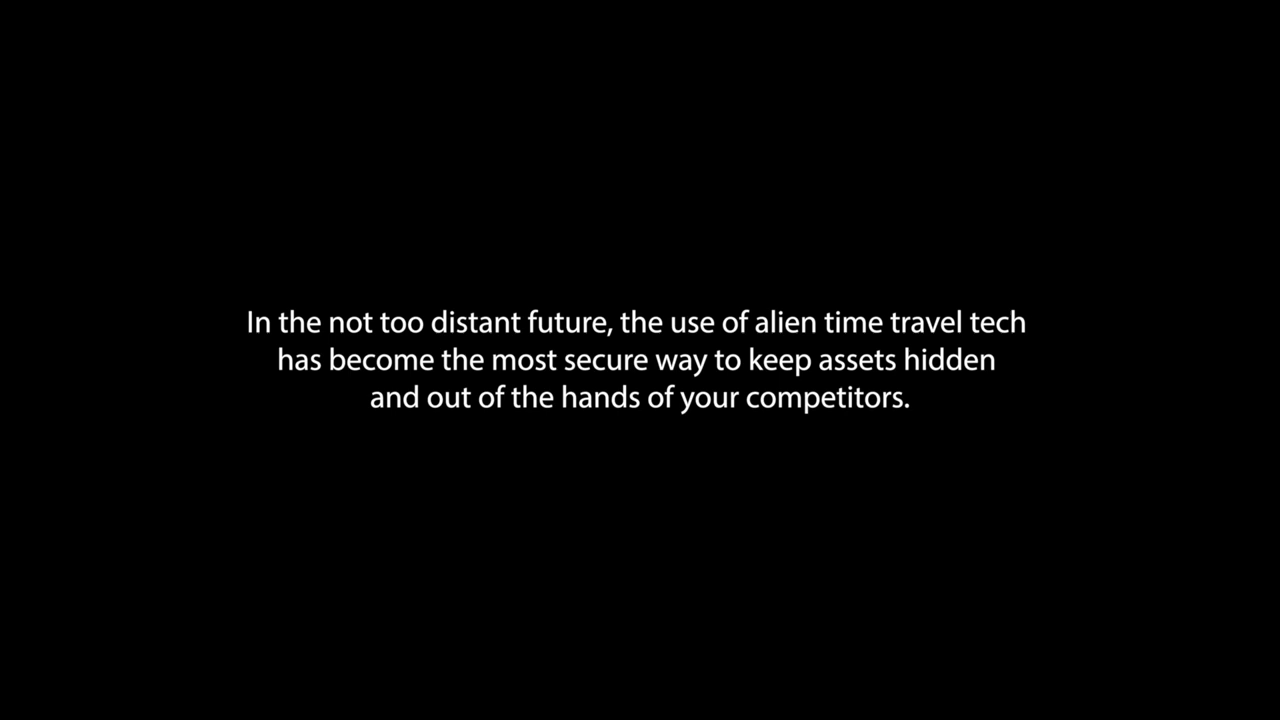 In the not too distant future, the use of alien time travel tech
has become the most secure way to keep assets hidden
and out of the hands of your competitors.